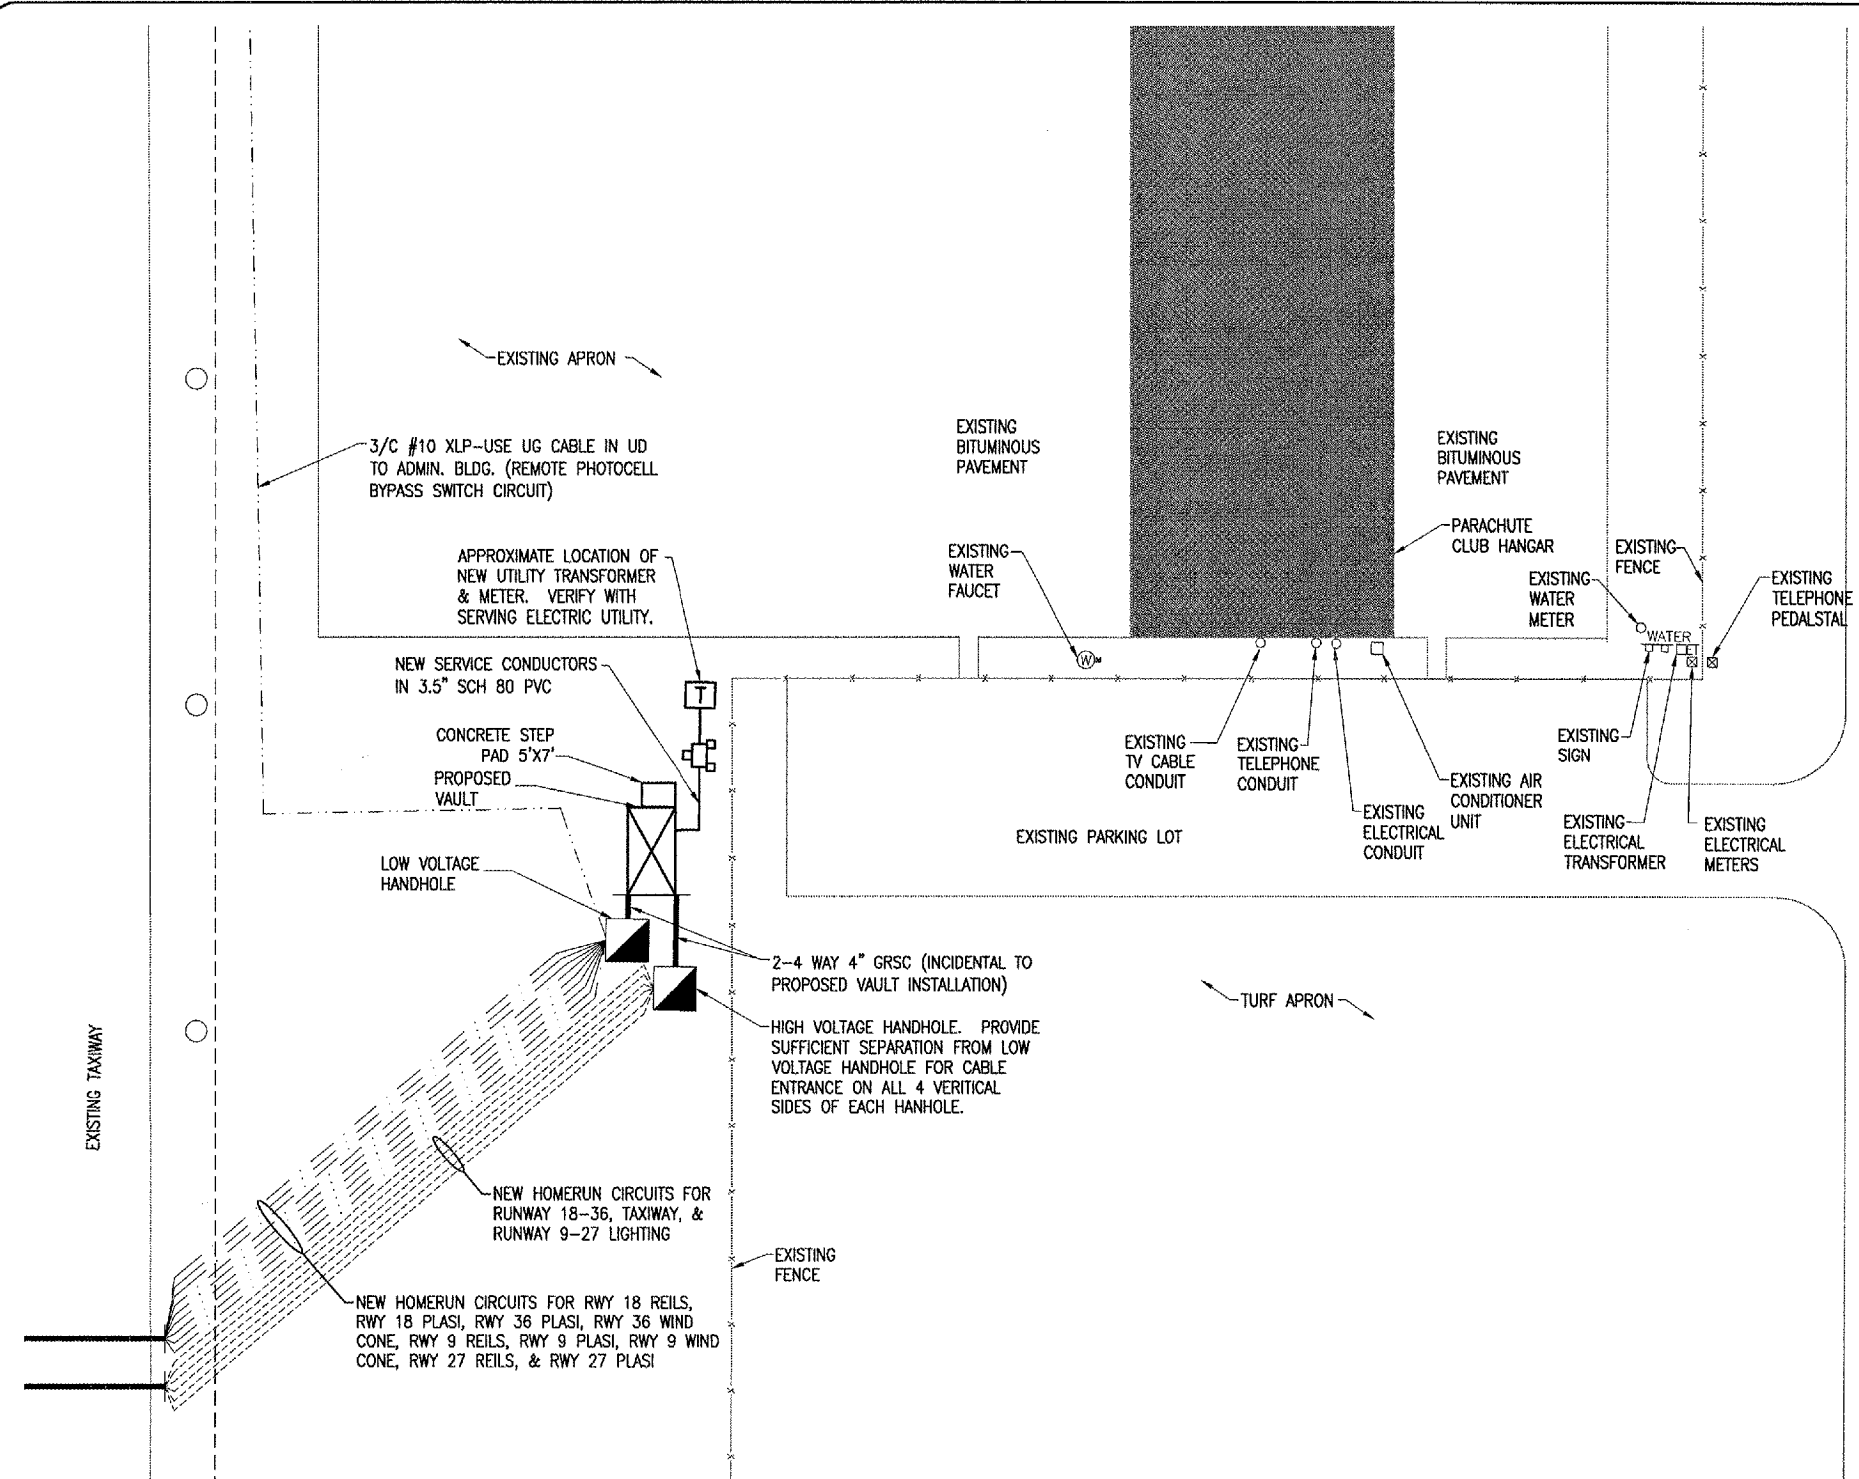 EXISTING APRON
3/C #10 XLP-USE UG CABLE IN UD
TO ADMIN. BLDG. (REMOTE PHOTOCELL
BYPASS SWITCH CIRCUIT)
EXISTING
BITUMINOUS
PAVEMENT
EXISTING
BITUMINOUS
PAVEMENT
PARACHUTE
CLUB HANGAR
APPROXIMATE LOCATION OF
NEW UTILITY TRANSFORMER
& METER. VERIFY WITH
SERVING ELECTRIC UTILITY.
EXISTING
WATER
FAUCET
EXISTING
FENCE
EXISTING
WATER
METER
EXISTING
TELEPHONE
PEDALSTAL
WATER
W
NEW SERVICE CONDUCTORS
IN 3.5" SCH 80 PVC
T
CONCRETE STEP
PAD 5'X7'
PROPOSED
VAULT
EXISTING
TV CABLE
CONDUIT
EXISTING
TELEPHONE
CONDUIT
EXISTING
SIGN
EXISTING AIR
CONDITIONER
UNIT
EXISTING
ELECTRICAL
CONDUIT
EXISTING
ELECTRICAL
TRANSFORMER
EXISTING
ELECTRICAL
METERS
EXISTING PARKING LOT
LOW VOLTAGE
HANDHOLE
2-4 WAY 4" GRSC (INCIDENTAL TO
PROPOSED VAULT INSTALLATION)
TURF APRON
HIGH VOLTAGE HANDHOLE. PROVIDE
SUFFICIENT SEPARATION FROM LOW
VOLTAGE HANDHOLE FOR CABLE
ENTRANCE ON ALL 4 VERITICAL
SIDES OF EACH HANHOLE.
EXISTING TAXIWAY
NEW HOMERUN CIRCUITS FOR
RUNWAY 18-36, TAXIWAY, &
RUNWAY 9-27 LIGHTING
EXISTING
FENCE
NEW HOMERUN CIRCUITS FOR RWY 18 REILS,
RWY 18 PLASI, RWY 36 PLASI, RWY 36 WIND
CONE, RWY 9 REILS, RWY 9 PLASI, RWY 9 WIND
CONE, RWY 27 REILS, & RWY 27 PLASI